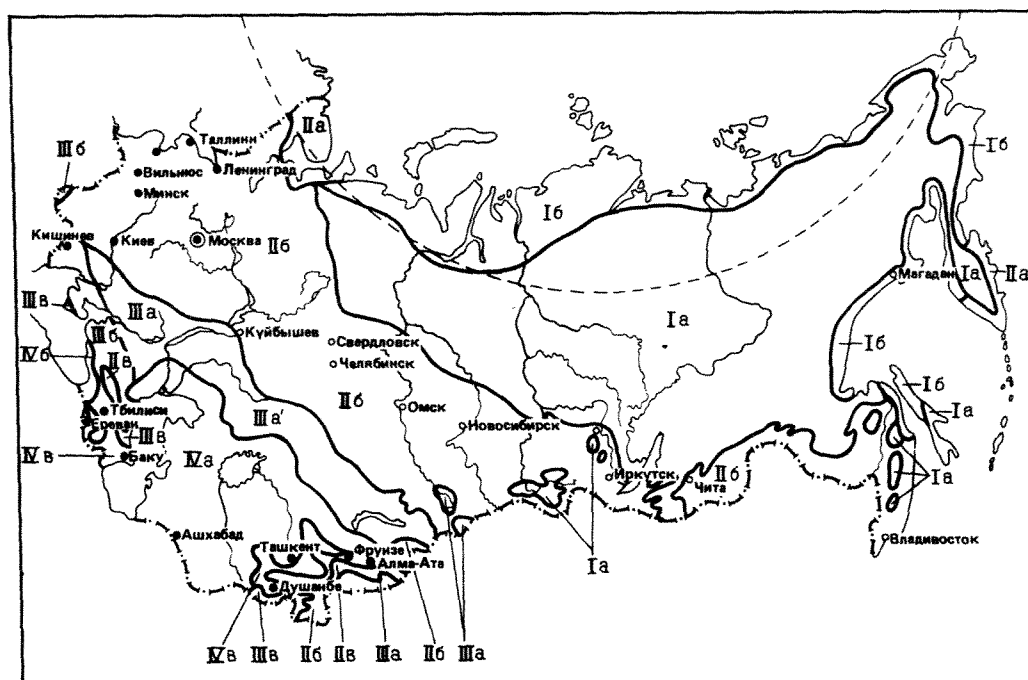 IIа
Таллинн
IIIб
Вильнюс
Ленинград
Минск
Iб
Iб
Кишинев
Киев
Москва
IIб
Магадан
Iа
IIа
IIIв
IIIа
Iа
IIIб
Куйбышев
Свердловск
IVб
IIв
Челябинск
Iб
IIб
Iб
IIIа
Омск
Iа
Тбилиси
Ереван
IIIв
Новосибирск
IVв
Баку
IVа
Иркутск
IIб
Чита
Iа
Ашхабад
Ташкент
Фрунзе
Алма-Ата
Iа
Владивосток
Душанбе
IVв
IIIв
IIб
IIв
IIIа
IIб
IIIа